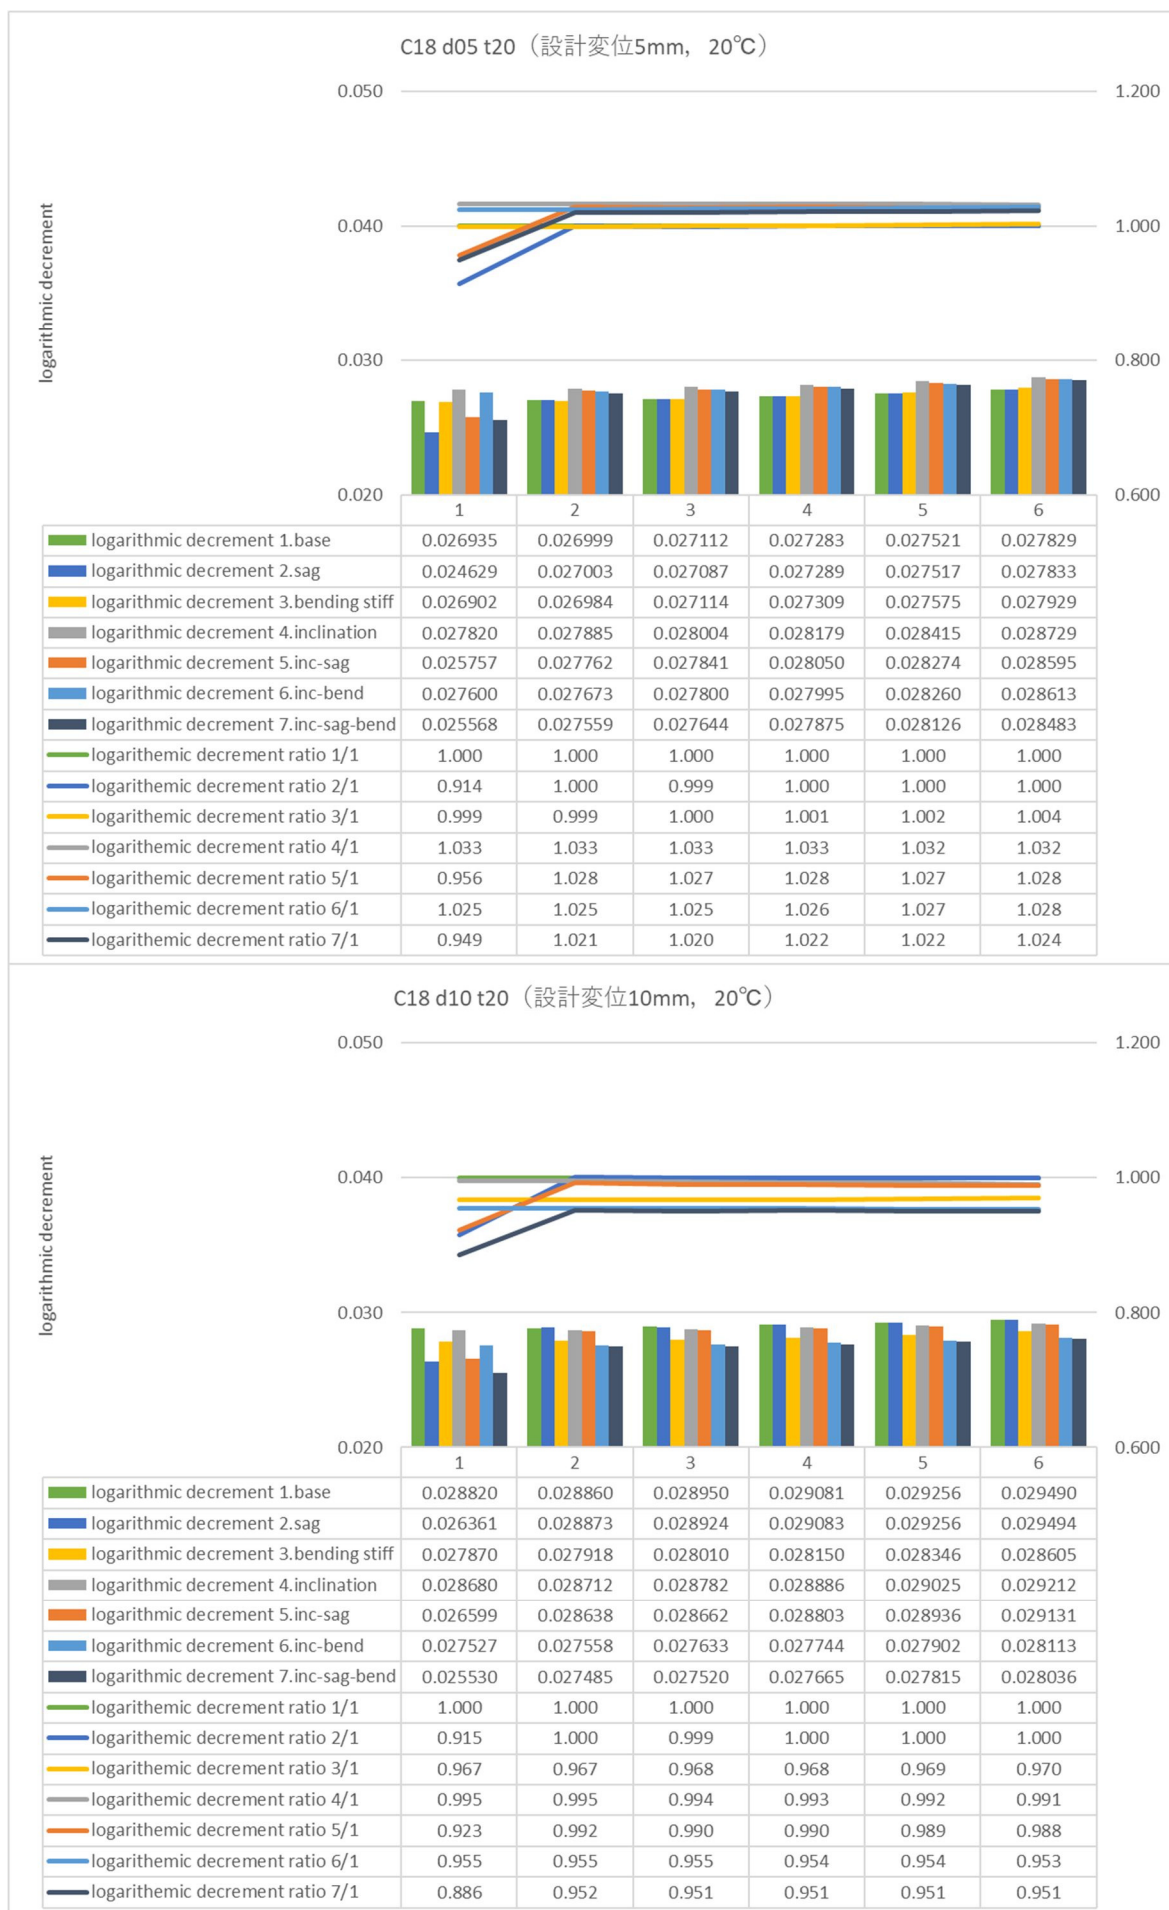 C18 d05 t20（設計変位5mm，20℃）
0.050 1.200
0.040 1.000
0.030 0.800
0.020 0.600
logarithmic decrement
1 2 3 4 5 6
logarithmic decrement 1.base 0.026935 0.026999 0.027112 0.027283 0.027521 0.027829
logarithmic decrement 2.sag 0.024629 0.027003 0.027087 0.027289 0.027517 0.027833
logarithmic decrement 3.bending stiff 0.026902 0.026984 0.027114 0.027309 0.027575 0.027929
logarithmic decrement 4.inclination 0.027820 0.027885 0.028004 0.028179 0.028415 0.028729
logarithmic decrement 5.inc-sag 0.025757 0.027762 0.027841 0.028050 0.028274 0.028595
logarithmic decrement 6.inc-bend 0.027600 0.027673 0.027800 0.027995 0.028260 0.028613
logarithmic decrement 7.inc-sag-bend 0.025568 0.027559 0.027644 0.027875 0.028126 0.028483
logarithemic decrement ratio 1/1 1.000 1.000 1.000 1.000 1.000 1.000
logarithemic decrement ratio 2/1 0.914 1.000 0.999 1.000 1.000 1.000
logarithemic decrement ratio 3/1 0.999 0.999 1.000 1.001 1.002 1.004
logarithemic decrement ratio 4/1 1.033 1.033 1.033 1.033 1.032 1.032
logarithemic decrement ratio 5/1 0.956 1.028 1.027 1.028 1.027 1.028
logarithemic decrement ratio 6/1 1.025 1.025 1.025 1.026 1.027 1.028
logarithemic decrement ratio 7/1 0.949 1.021 1.020 1.022 1.022 1.024
C18 d10 t20（設計変位10mm，20℃）
0.050 1.200
0.040 1.000
0.030 0.800
0.020 0.600
logarithmic decrement
1 2 3 4 5 6
logarithmic decrement 1.base 0.028820 0.028860 0.028950 0.029081 0.029256 0.029490
logarithmic decrement 2.sag 0.026361 0.028873 0.028924 0.029083 0.029256 0.029494
logarithmic decrement 3.bending stiff 0.027870 0.027918 0.028010 0.028150 0.028346 0.028605
logarithmic decrement 4.inclination 0.028680 0.028712 0.028782 0.028886 0.029025 0.029212
logarithmic decrement 5.inc-sag 0.026599 0.028638 0.028662 0.028803 0.028936 0.029131
logarithmic decrement 6.inc-bend 0.027527 0.027558 0.027633 0.027744 0.027902 0.028113
logarithmic decrement 7.inc-sag-bend 0.025530 0.027485 0.027520 0.027665 0.027815 0.028036
logarithemic decrement ratio 1/1 1.000 1.000 1.000 1.000 1.000 1.000
logarithemic decrement ratio 2/1 0.915 1.000 0.999 1.000 1.000 1.000
logarithemic decrement ratio 3/1 0.967 0.967 0.968 0.968 0.969 0.970
logarithemic decrement ratio 4/1 0.995 0.995 0.994 0.993 0.992 0.991
logarithemic decrement ratio 5/1 0.923 0.992 0.990 0.990 0.989 0.988
logarithemic decrement ratio 6/1 0.955 0.955 0.955 0.954 0.954 0.953
logarithemic decrement ratio 7/1 0.886 0.952 0.951 0.951 0.951 0.951